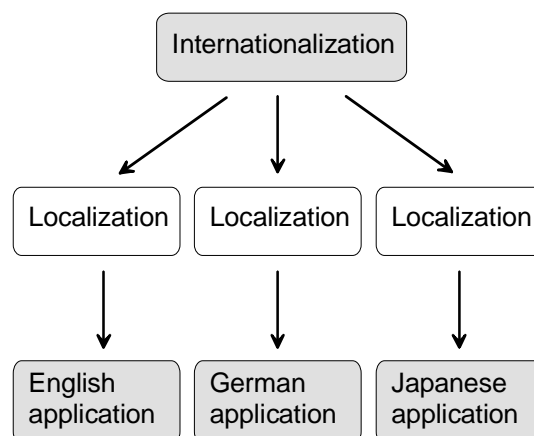 Internationalization
Localization
Localization
Localization
English
application
German
application
Japanese
application